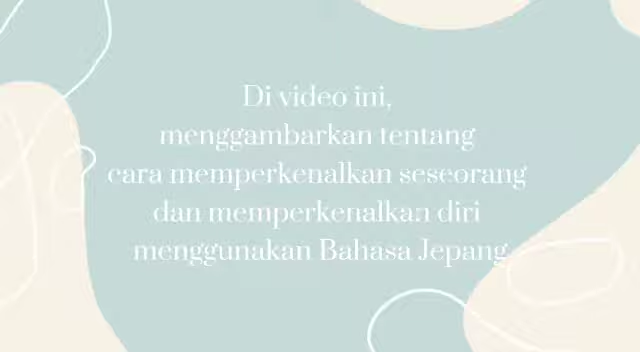 Di video ini,
menggambarkan tentang
cara memperkenalkan seseorang
dan memperkenalkan diri
menggunakan Bahasa Jepang